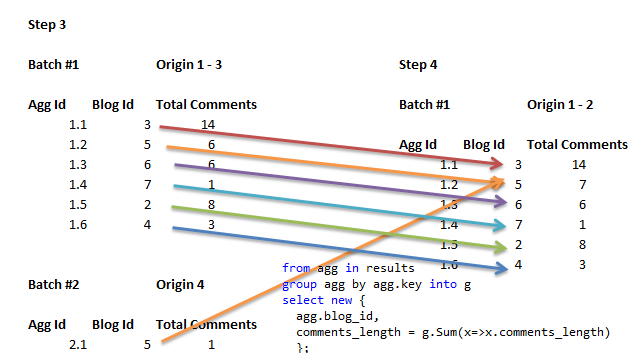 Step 3
Batch #1 Origin 1 - 3
Agg Id Blog Id Total Comments
1.1 3 14
1.2 5 6
1.3 6 6
1.4 7 1
1.5 2 8
1.6 4 3
Batch #2 Origin 4
Agg Id Blog Id Total Comments
2.1 5 1
Step 4
Batch #1 Origin 1 - 2
Agg Id Blog Id Total Comments
1.1 3 14
1.2 5 7
1.3 6 6
1.4 7 1
1.5 2 8
1.6 4 3
from agg in results
group agg by agg.key into g
select new {
agg.blog_id,
comments_length = g.Sum(x=>x.comments_length)
};